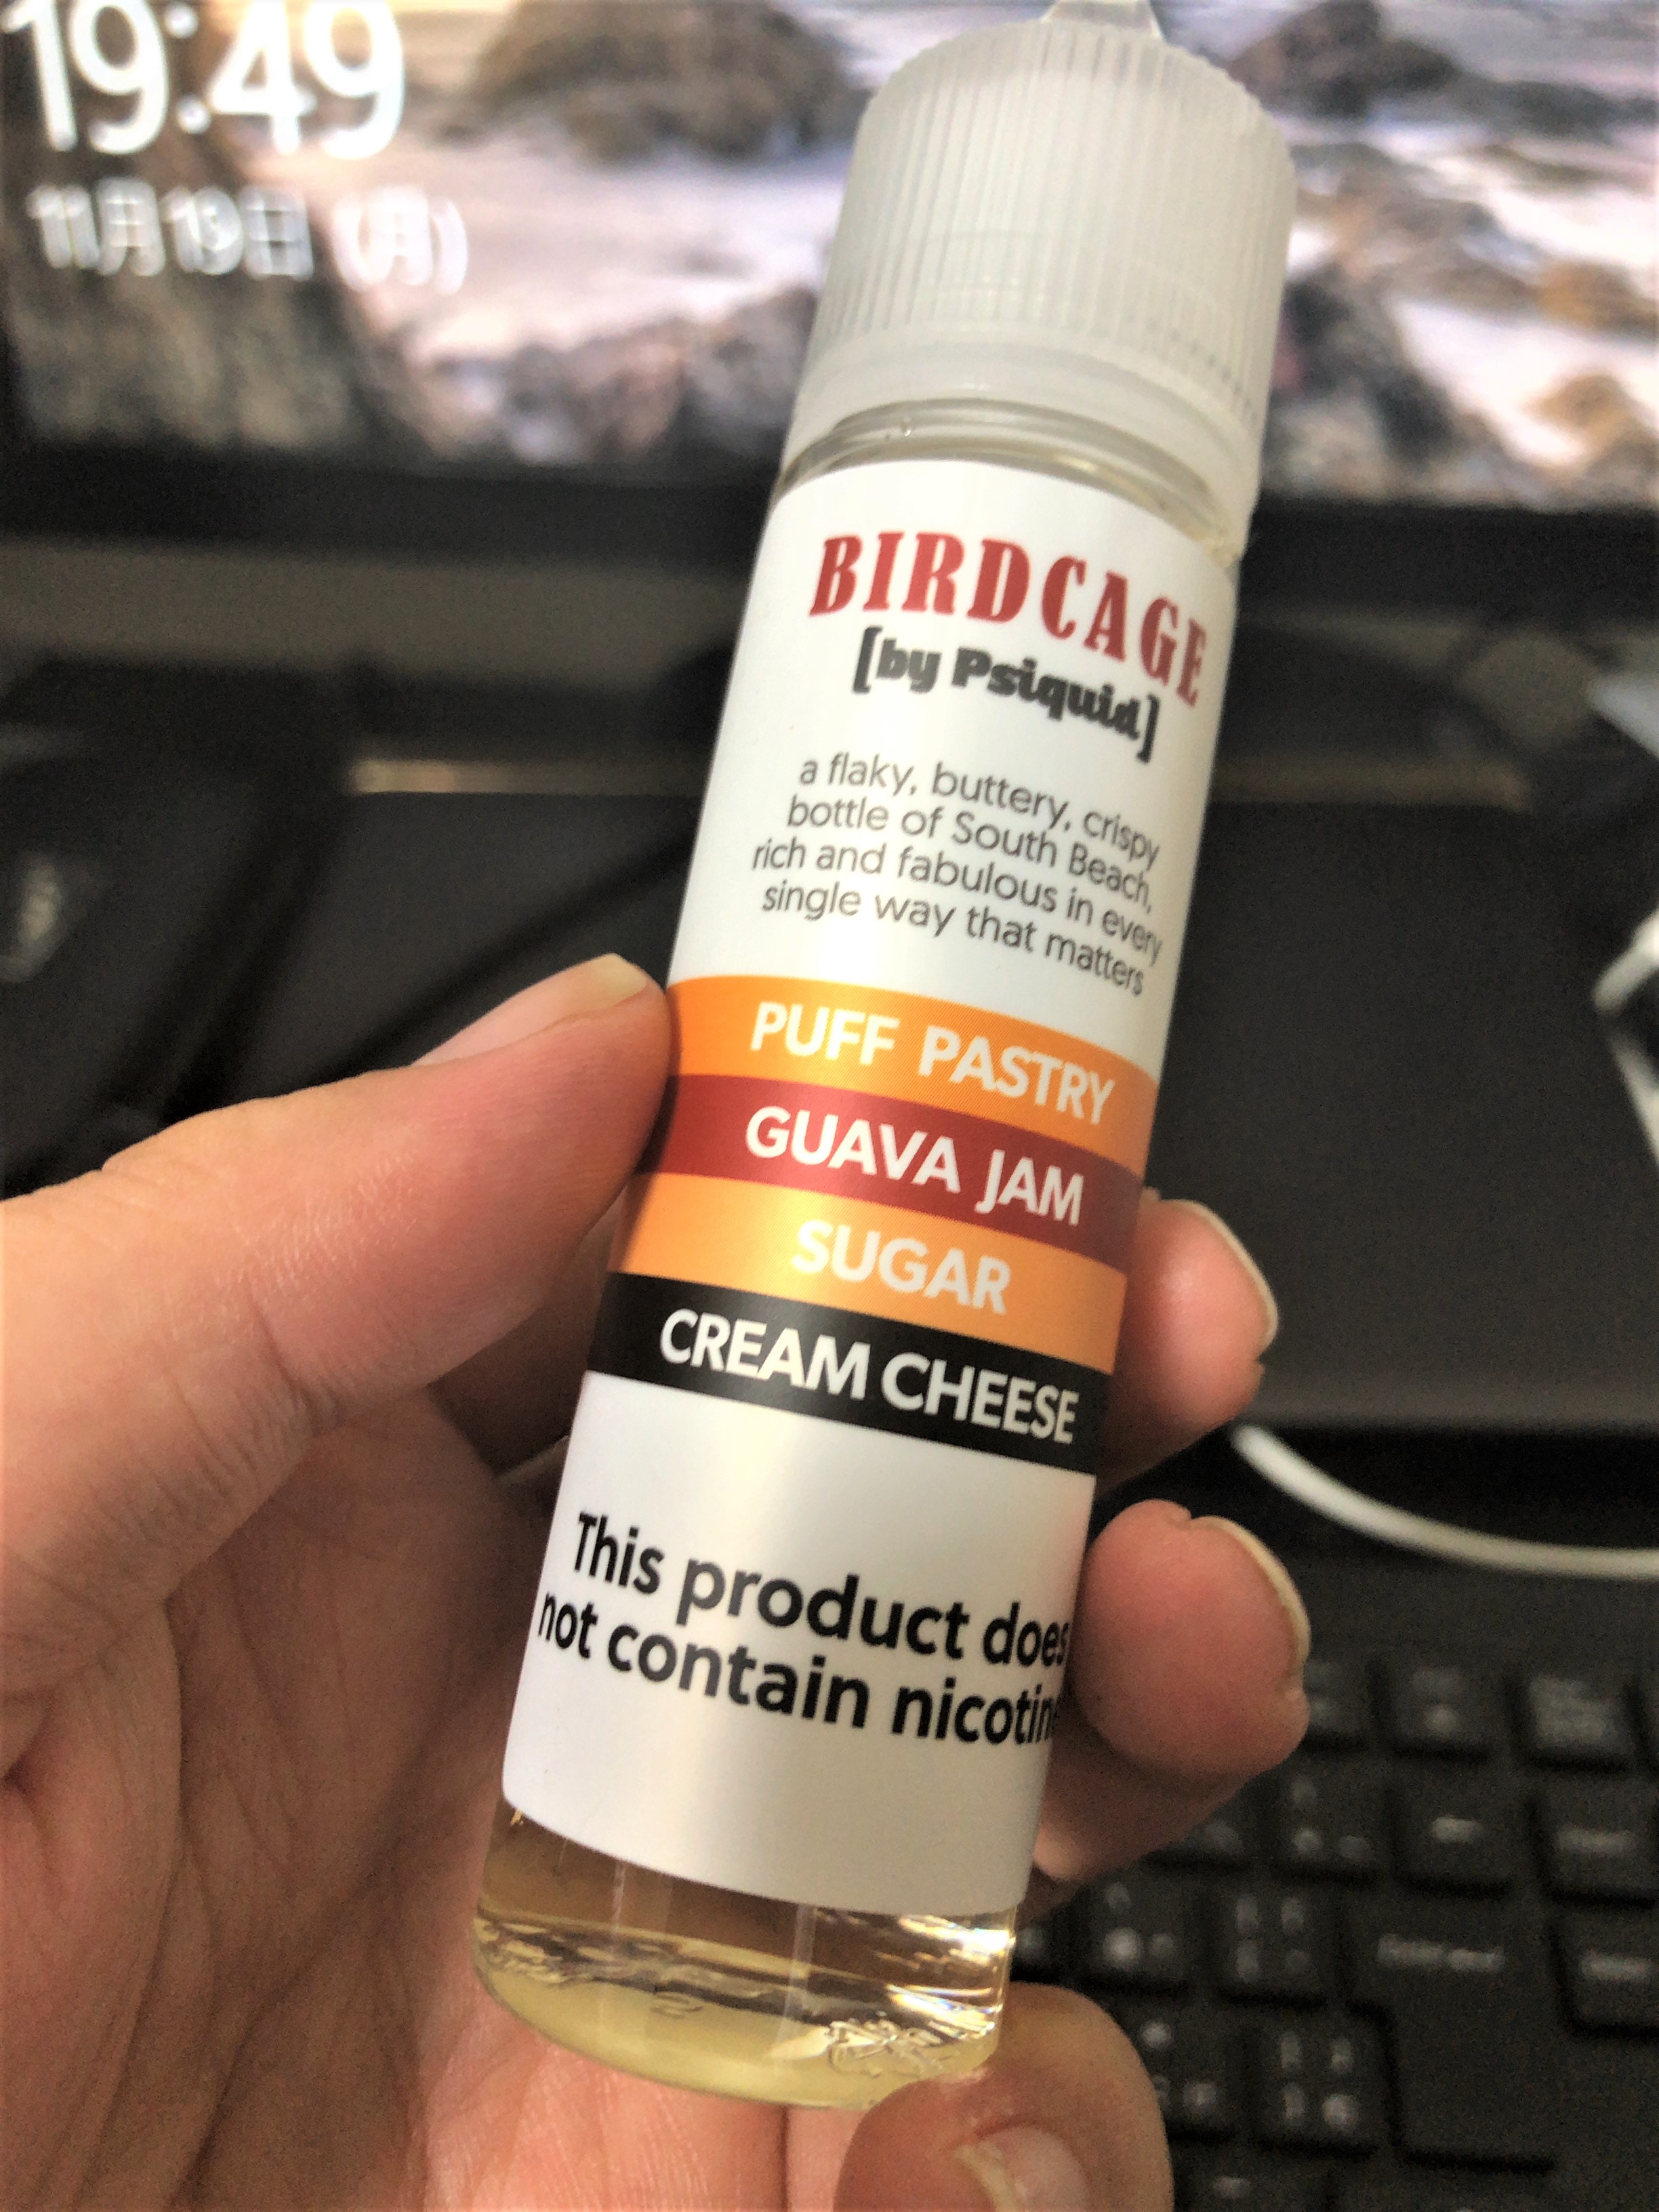 19:49
11月19日 (月)
BIRDCAGE
[by Psiquid]
a flaky, buttery, crispy
bottle of South Beach,
rich and fabulous in every
single way that matters
PUFF PASTRY
GUAVA JAM
SUGAR
CREAM CHEESE
This product does
not contain nicotine